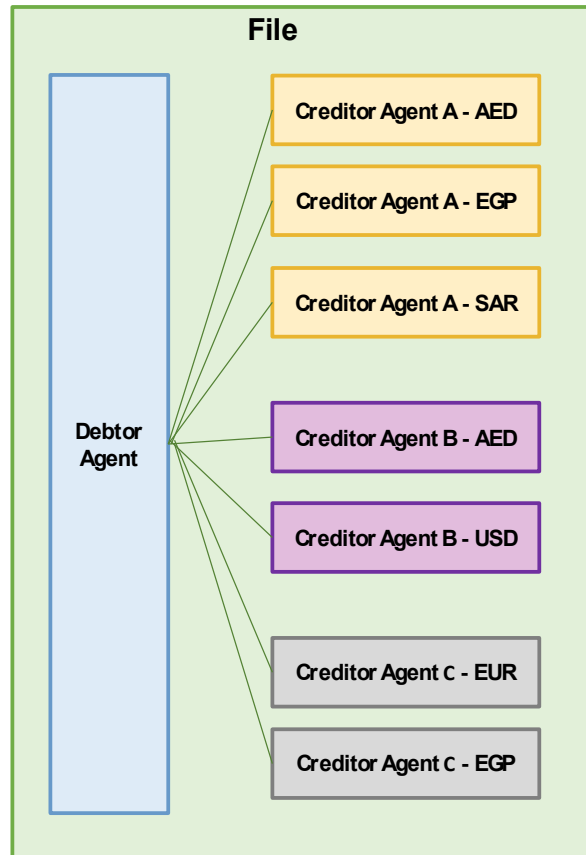 File
Creditor Agent A - AED
Creditor Agent A - EGP
Creditor Agent A - SAR
Debtor
Agent
Creditor Agent B - AED
Creditor Agent B - USD
Creditor Agent C - EUR
Creditor Agent C - EGP